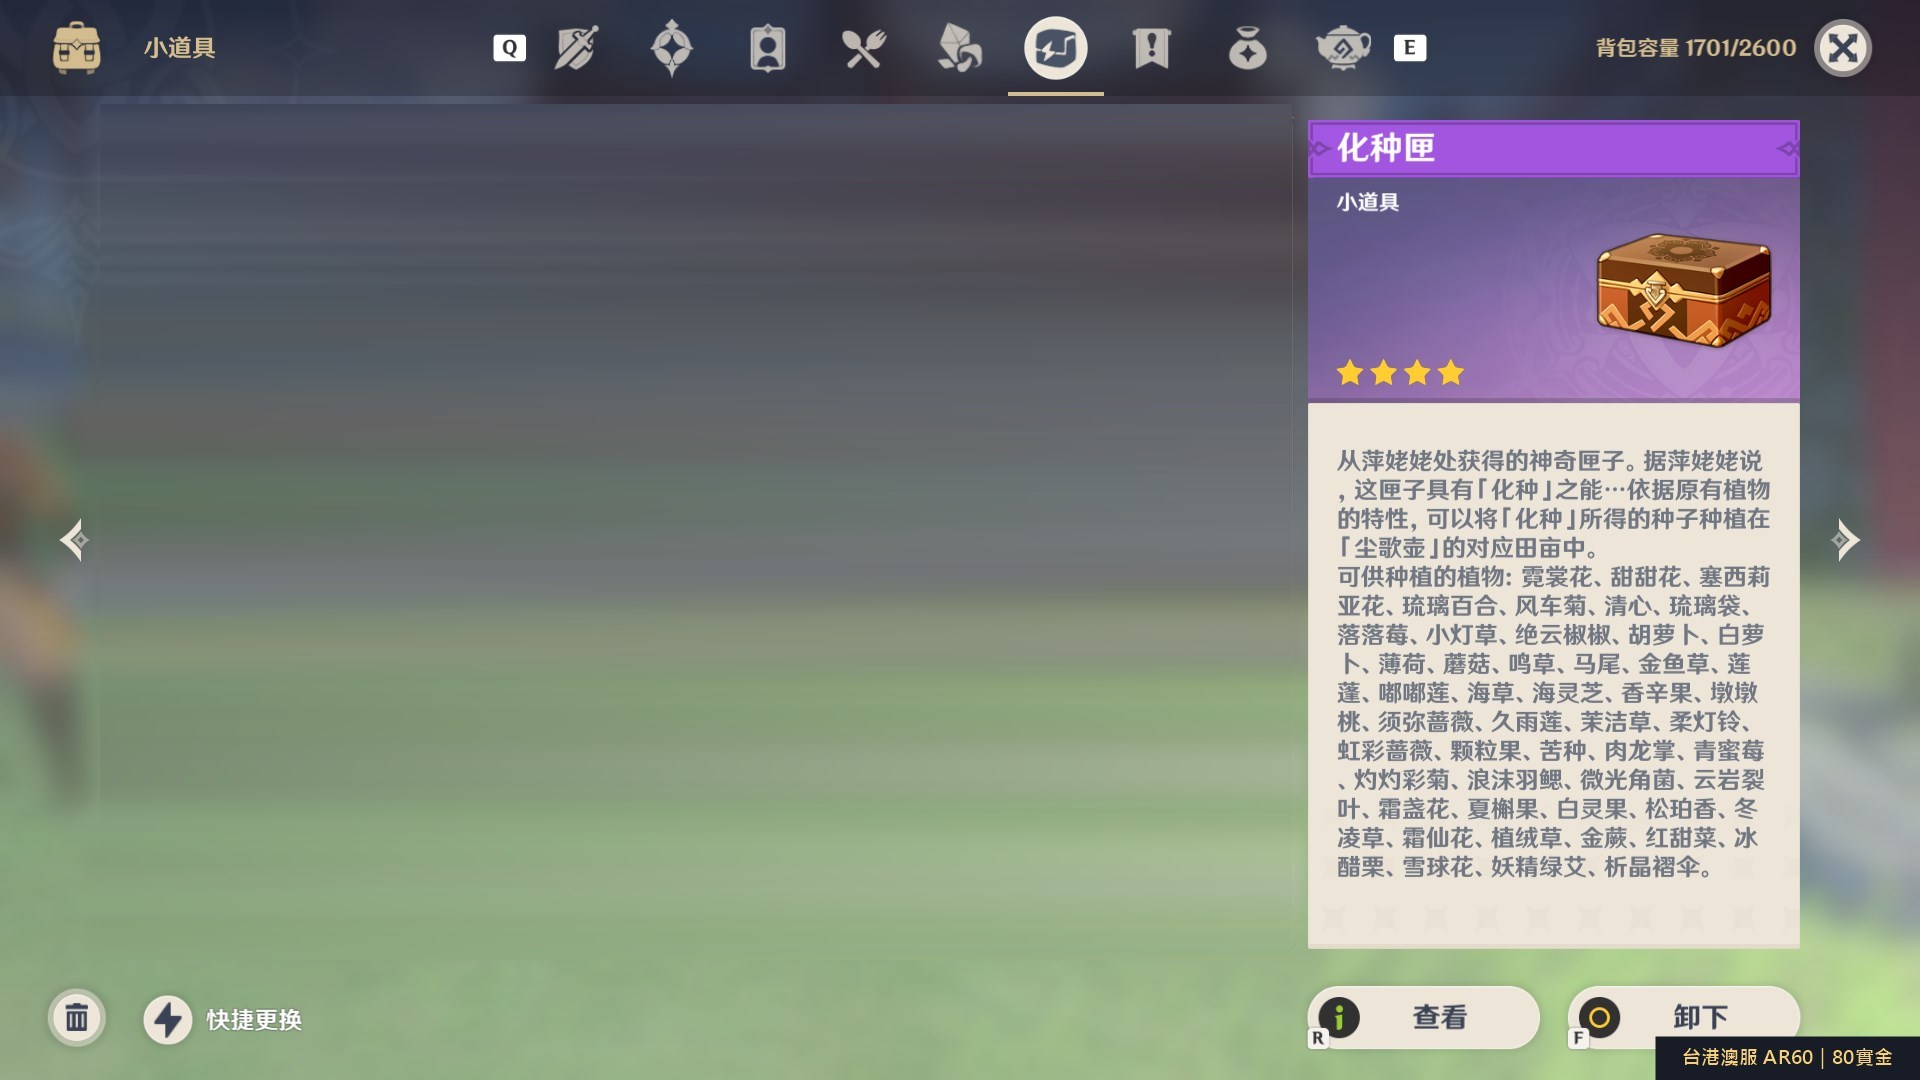 小道具
Q
E
背包容量 1701/2600
化种匣
小道具
从萍姥姥处获得的神奇匣子。据萍姥姥说
，这匣子具有「化种」之能…依据原有植物
的特性，可以将「化种」所得的种子种植在
「尘歌壶」的对应田亩中。
可供种植的植物：霓裳花、甜甜花、塞西莉
亚花、琉璃百合、风车菊、清心、琉璃袋、
落落莓、小灯草、绝云椒椒、胡萝卜、白萝
卜、薄荷、蘑菇、鸣草、马尾、金鱼草、莲
蓬、嘟嘟莲、海草、海灵芝、香辛果、墩墩
桃、须弥蔷薇、久雨莲、茉洁草、柔灯铃、
虹彩蔷薇、颗粒果、苦种、肉龙掌、青蜜莓
、灼灼彩菊、浪沫羽鳃、微光角菌、云岩裂
叶、霜盏花、夏槲果、白灵果、松珀香、冬
凌草、霜仙花、植绒草、金蕨、红甜菜、冰
醋栗、雪球花、妖精绿艾、析晶褶伞。
快捷更换
查看
R
卸下
F
台港澳服 AR60 | 80實金